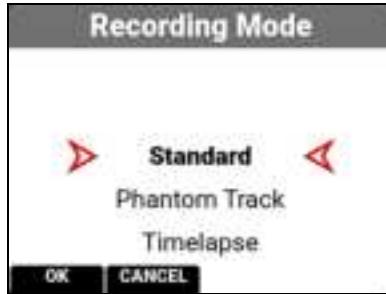 Recording Mode
Standard
Phantom Track
Timelapse
OK CANCEL